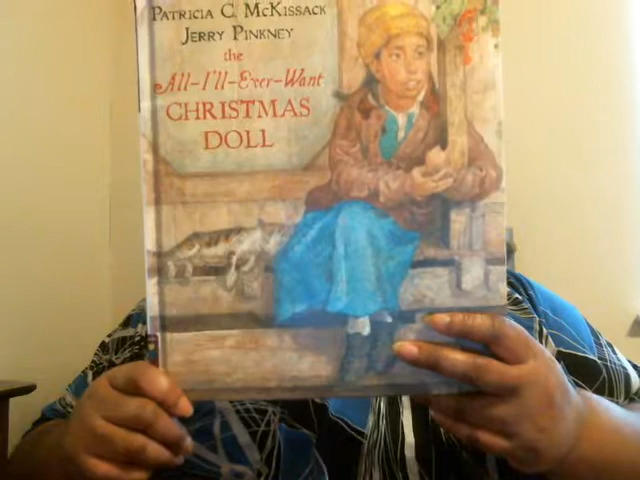 PATRICIA C. MCKISSACK
JERRY PINKNEY
the
All-I'll-Ever-Want
CHRISTMAS
DOLL